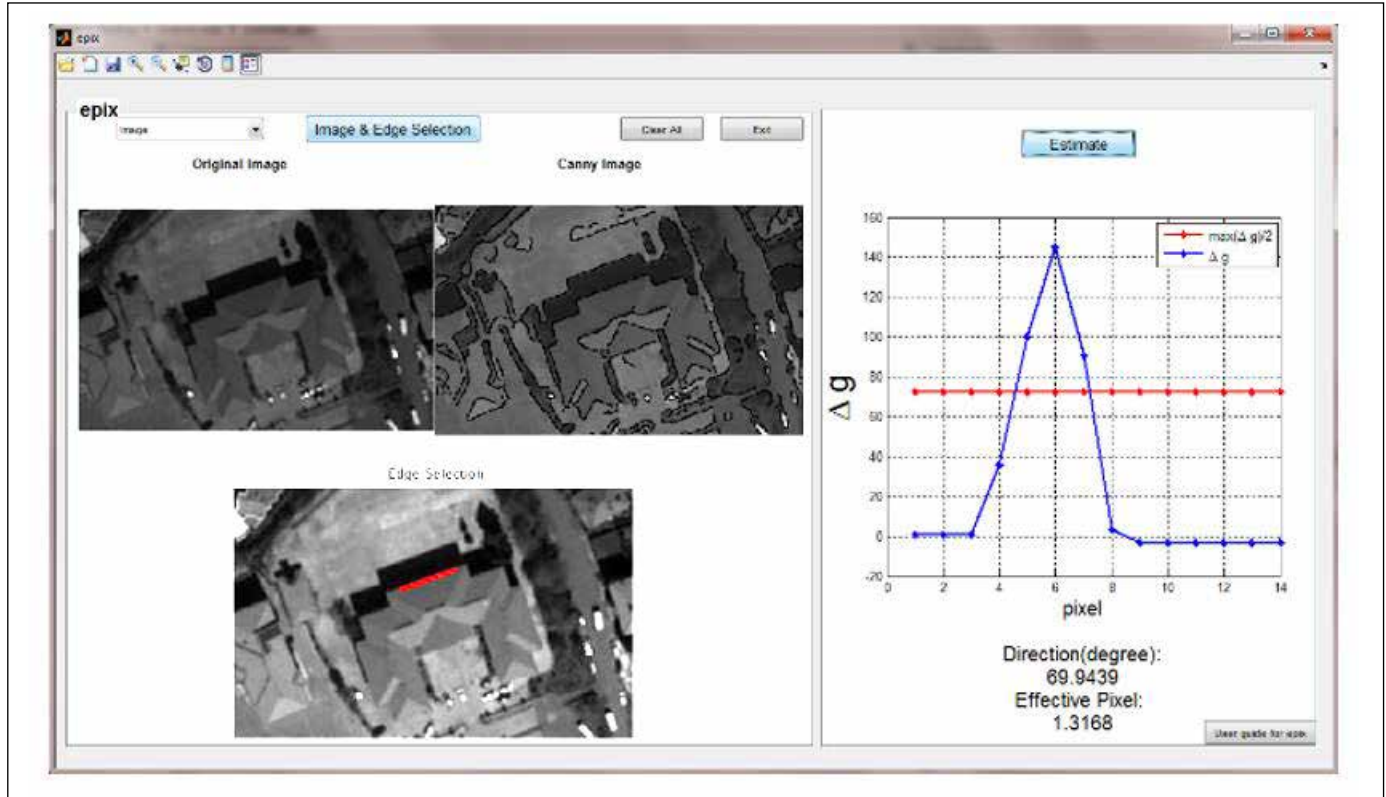 epix
epix
Image
Image & Edge Selection
Clear All
Exit
Original Image
Canny Image
Edge Selection
Estimate
160
140
120
100
80
60
40
20
0
-20
0 2 4 6 8 10 12 14
Δ g
pixel
max(Δ g)/2
Δ g
Direction(degree):
69.9439
Effective Pixel:
1.3168
User guide for epix